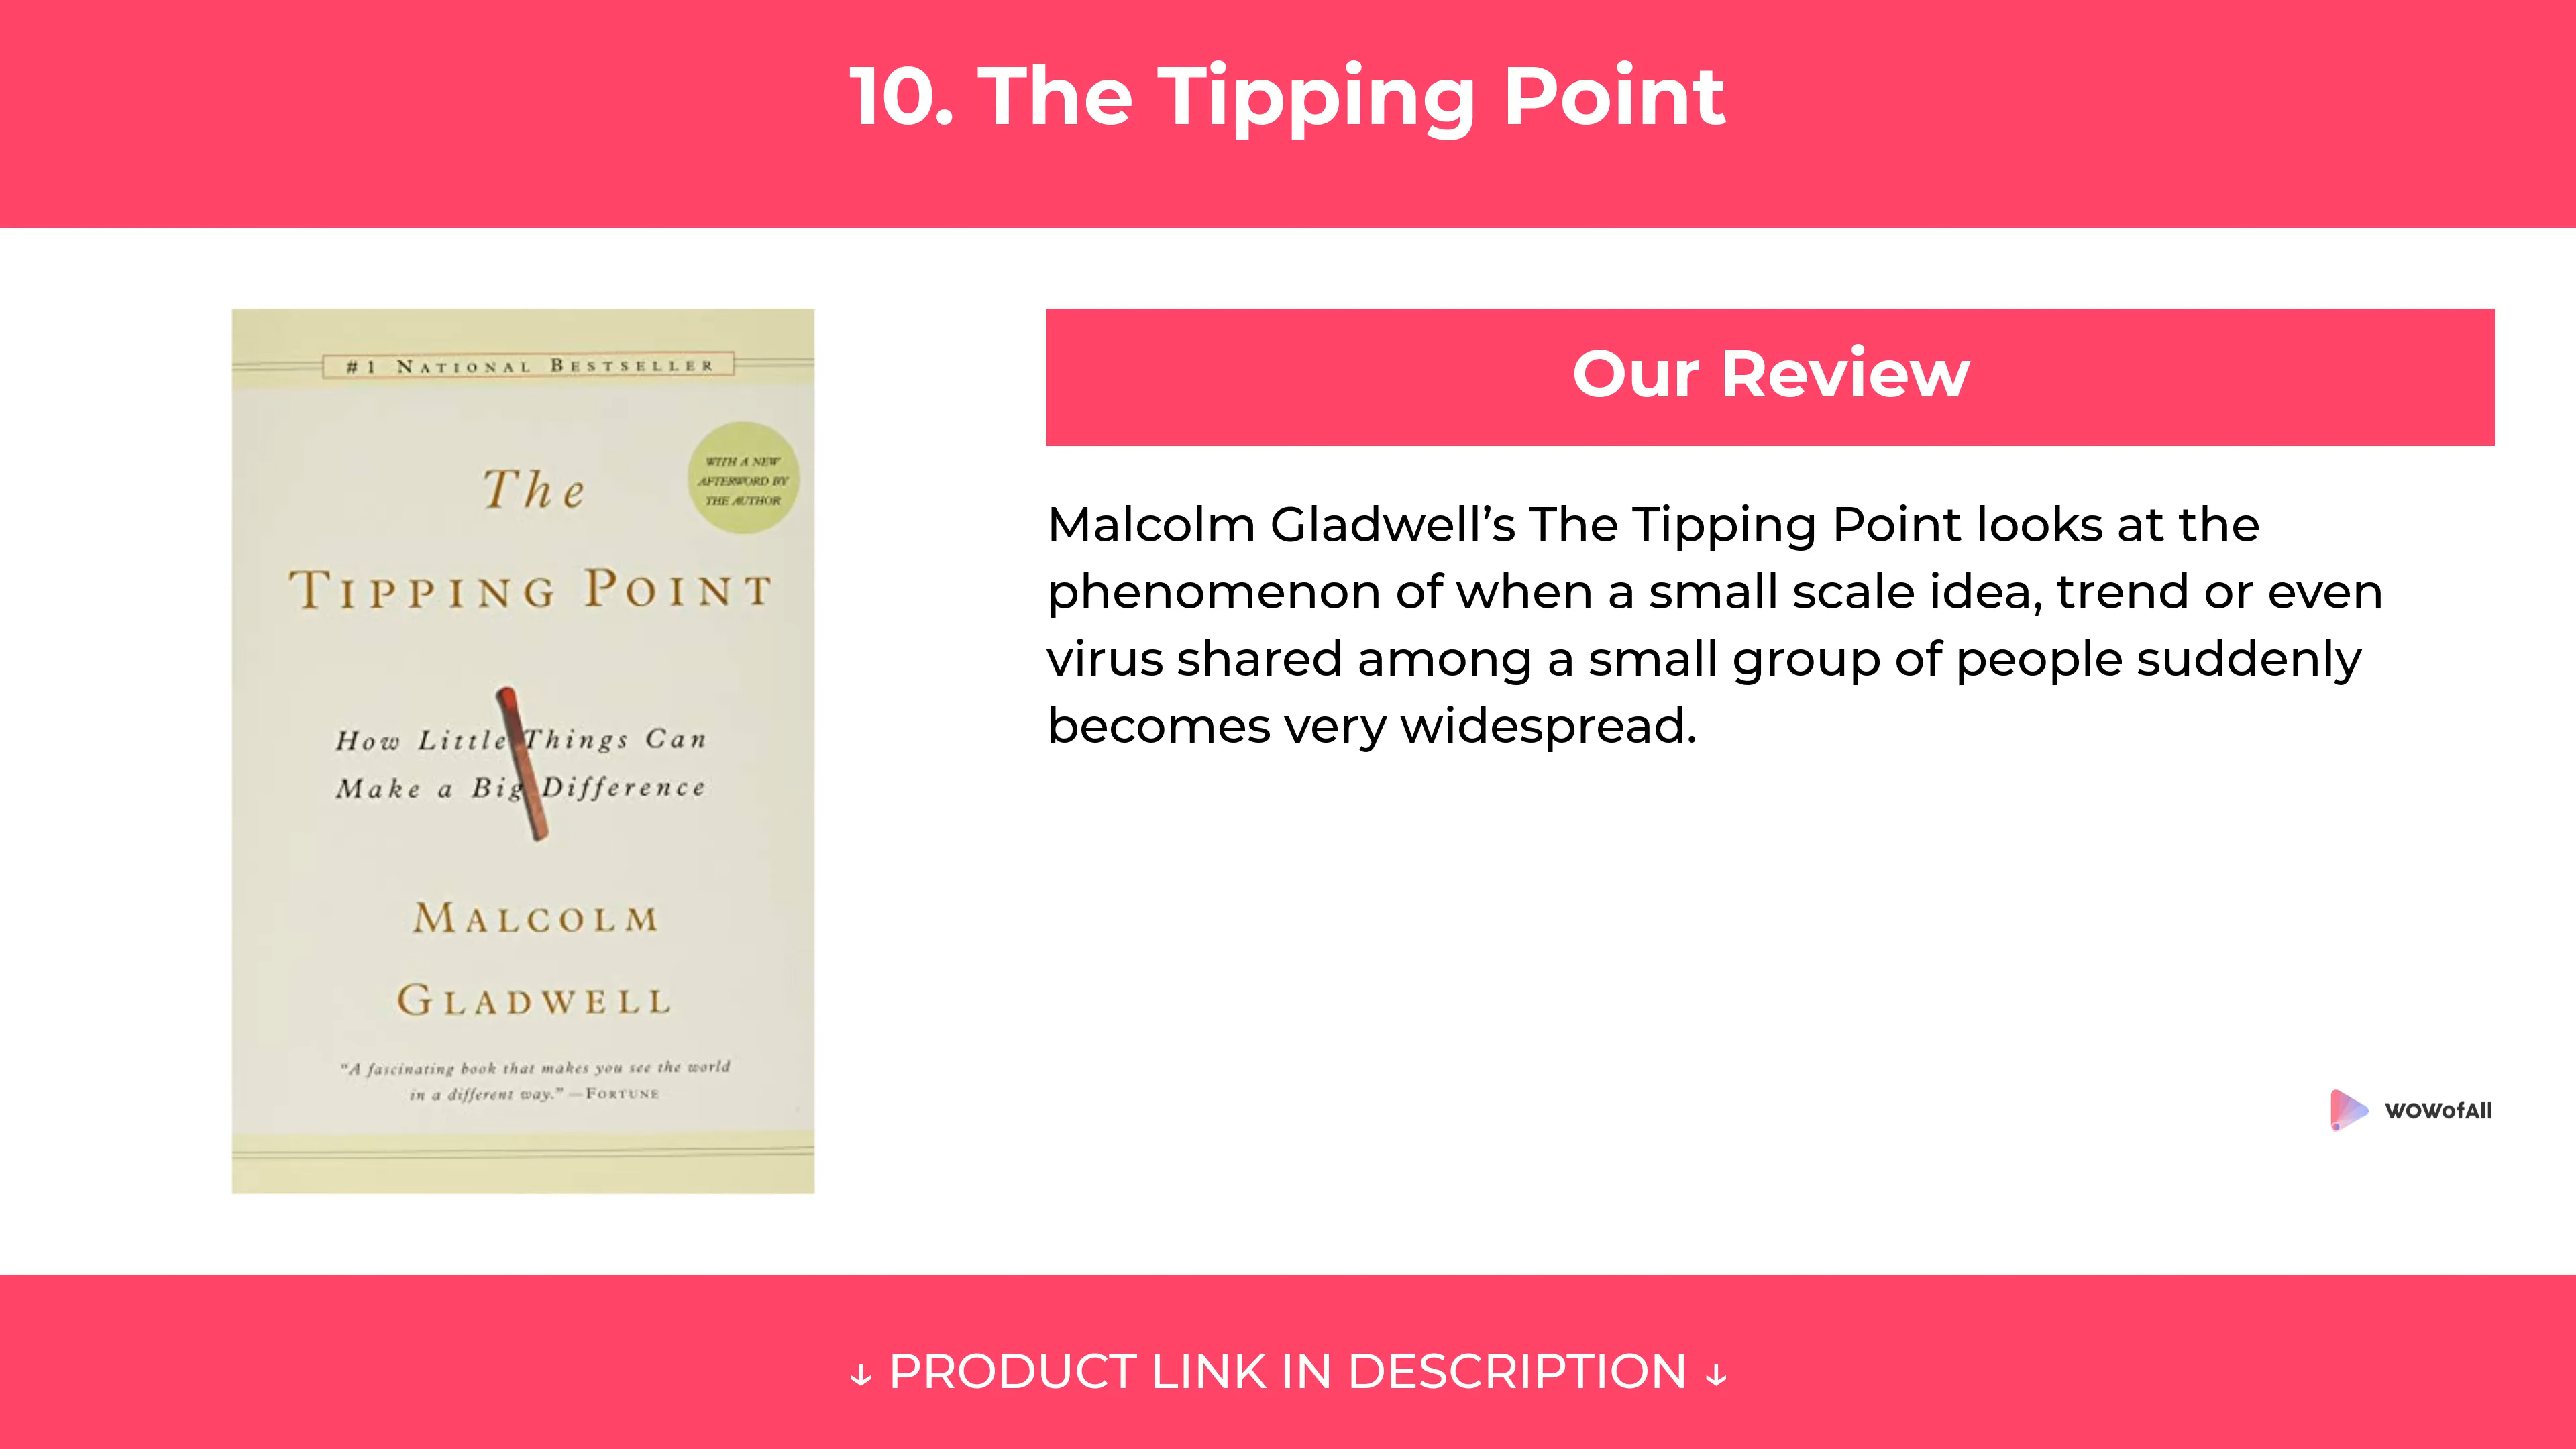 10. The Tipping Point
#1 National Bestseller
WITH A NEW
AFTERWORD BY
THE AUTHOR
The
Tipping Point
How Little Things Can
Make a Big Difference
Malcolm
Gladwell
“A fascinating book that makes you see the world
in a different way.” —Fortune
Our Review
Malcolm Gladwell’s The Tipping Point looks at the
phenomenon of when a small scale idea, trend or even
virus shared among a small group of people suddenly
becomes very widespread.
WOWofAll
↓ PRODUCT LINK IN DESCRIPTION ↓